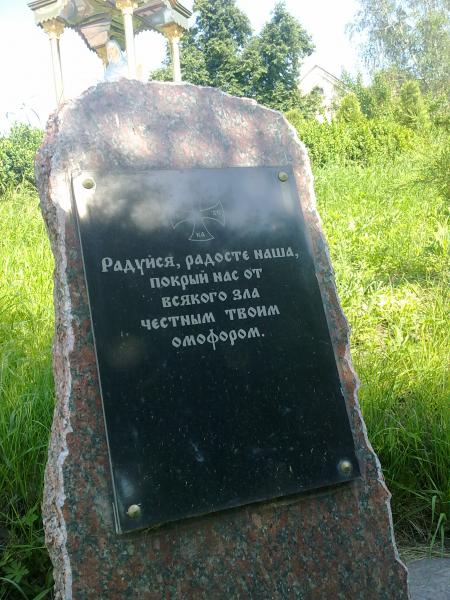 Радуйся, радосте наша,
покрый нас от
всякого зла
честным твоим
омофором.